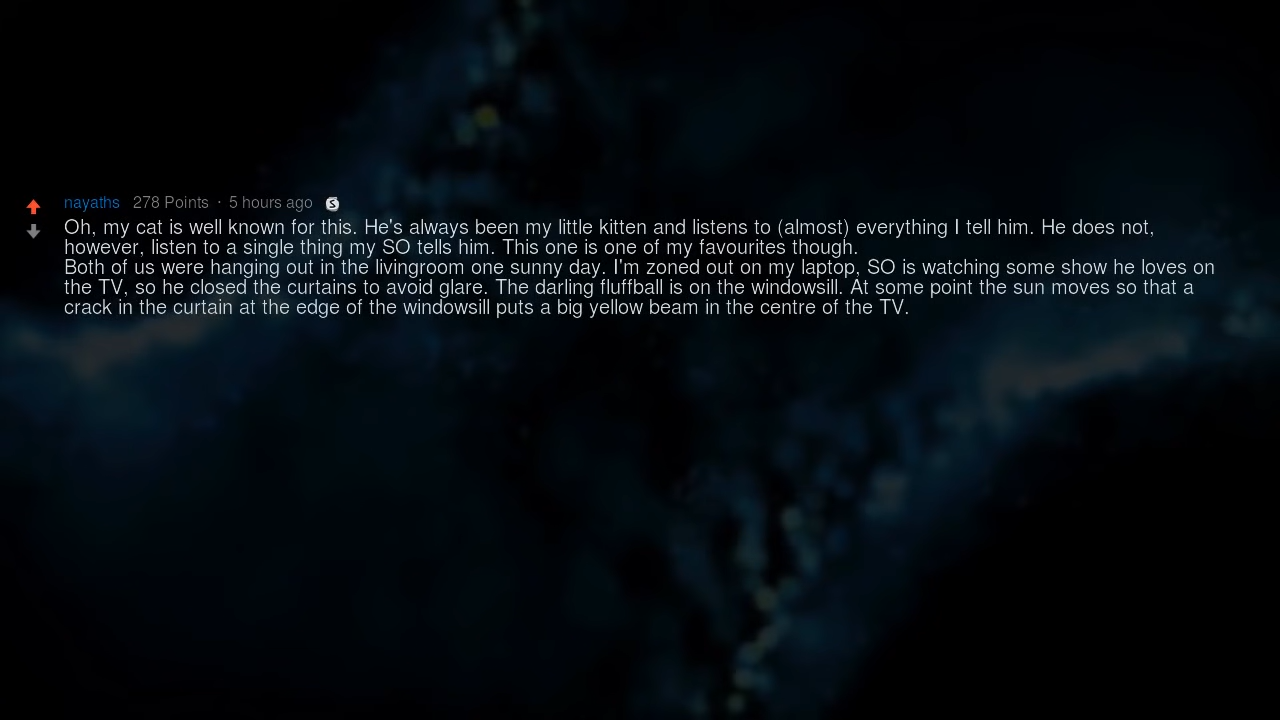 nayaths 278 Points · 5 hours ago
Oh, my cat is well known for this. He's always been my little kitten and listens to (almost) everything I tell him. He does not,
however, listen to a single thing my SO tells him. This one is one of my favourites though.
Both of us were hanging out in the livingroom one sunny day. I'm zoned out on my laptop, SO is watching some show he loves on
the TV, so he closed the curtains to avoid glare. The darling fluffball is on the windowsill. At some point the sun moves so that a
crack in the curtain at the edge of the windowsill puts a big yellow beam in the centre of the TV.